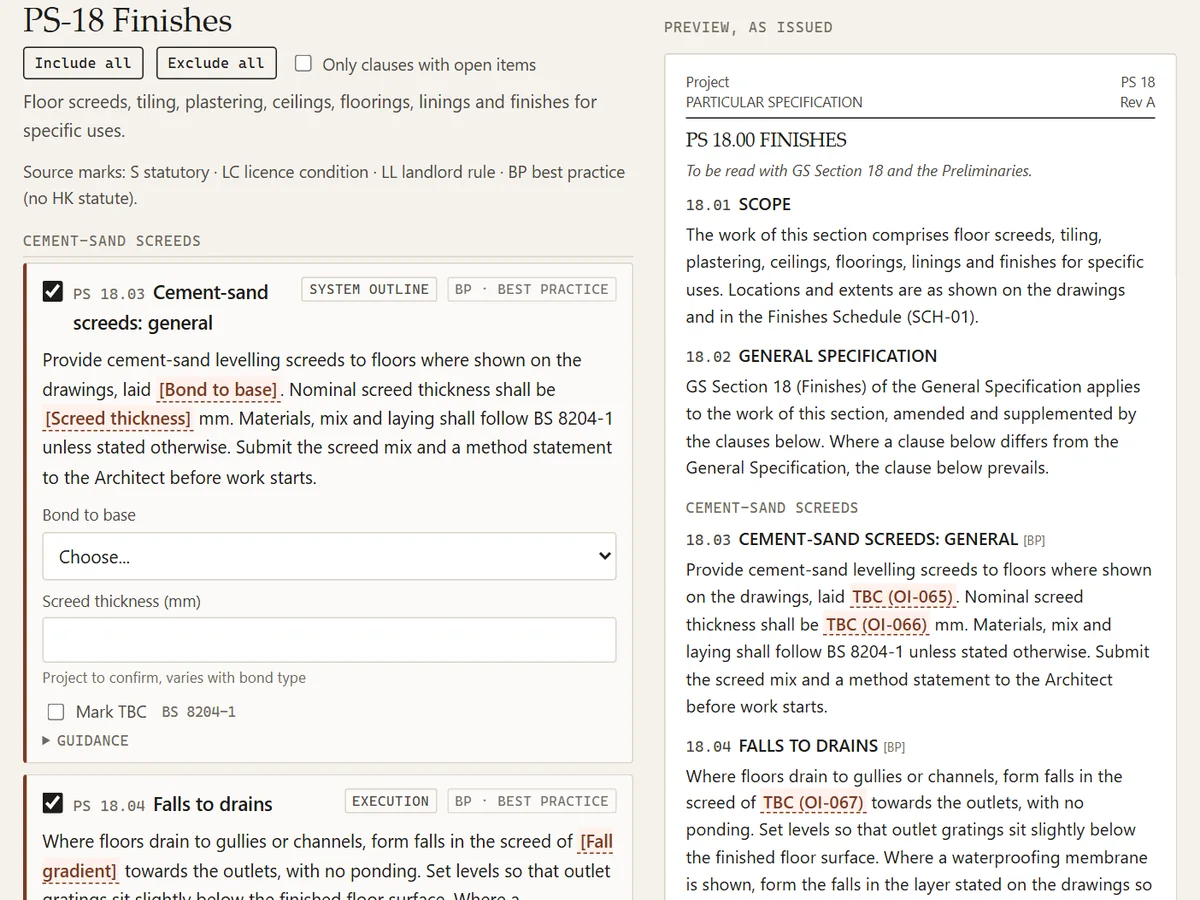 PS-18 Finishes
Include all
Exclude all
Only clauses with open items
Floor screeds, tiling, plastering, ceilings, floorings, linings and finishes for
specific uses.
Source marks: S statutory · LC licence condition · LL landlord rule · BP best practice
(no HK statute).
CEMENT-SAND SCREEDS
PS 18.03 Cement-sand
screeds: general
SYSTEM OUTLINE
BP · BEST PRACTICE
Provide cement-sand levelling screeds to floors where shown on the
drawings, laid [Bond to base]. Nominal screed thickness shall be
[Screed thickness] mm. Materials, mix and laying shall follow BS 8204-1
unless stated otherwise. Submit the screed mix and a method statement
to the Architect before work starts.
Bond to base
Choose...
Screed thickness (mm)
Project to confirm, varies with bond type
Mark TBC BS 8204-1
GUIDANCE
PS 18.04 Falls to drains
EXECUTION
BP · BEST PRACTICE
Where floors drain to gullies or channels, form falls in the screed of [Fall
gradient] towards the outlets, with no ponding. Set levels so that outlet
gratings sit slightly below the finished floor surface. Where a
PREVIEW, AS ISSUED
Project
PARTICULAR SPECIFICATION
PS 18
Rev A
PS 18.00 FINISHES
To be read with GS Section 18 and the Preliminaries.
18.01 SCOPE
The work of this section comprises floor screeds, tiling,
plastering, ceilings, floorings, linings and finishes for specific
uses. Locations and extents are as shown on the drawings
and in the Finishes Schedule (SCH-01).
18.02 GENERAL SPECIFICATION
GS Section 18 (Finishes) of the General Specification applies
to the work of this section, amended and supplemented by
the clauses below. Where a clause below differs from the
General Specification, the clause below prevails.
CEMENT-SAND SCREEDS
18.03 CEMENT-SAND SCREEDS: GENERAL [BP]
Provide cement-sand levelling screeds to floors where shown
on the drawings, laid TBC (OI-065). Nominal screed
thickness shall be TBC (OI-066) mm. Materials, mix and
laying shall follow BS 8204-1 unless stated otherwise. Submit
the screed mix and a method statement to the Architect
before work starts.
18.04 FALLS TO DRAINS [BP]
Where floors drain to gullies or channels, form falls in the
screed of TBC (OI-067) towards the outlets, with no
ponding. Set levels so that outlet gratings sit slightly below
the finished floor surface. Where a waterproofing membrane
is shown, form the falls in the layer stated on the drawings so